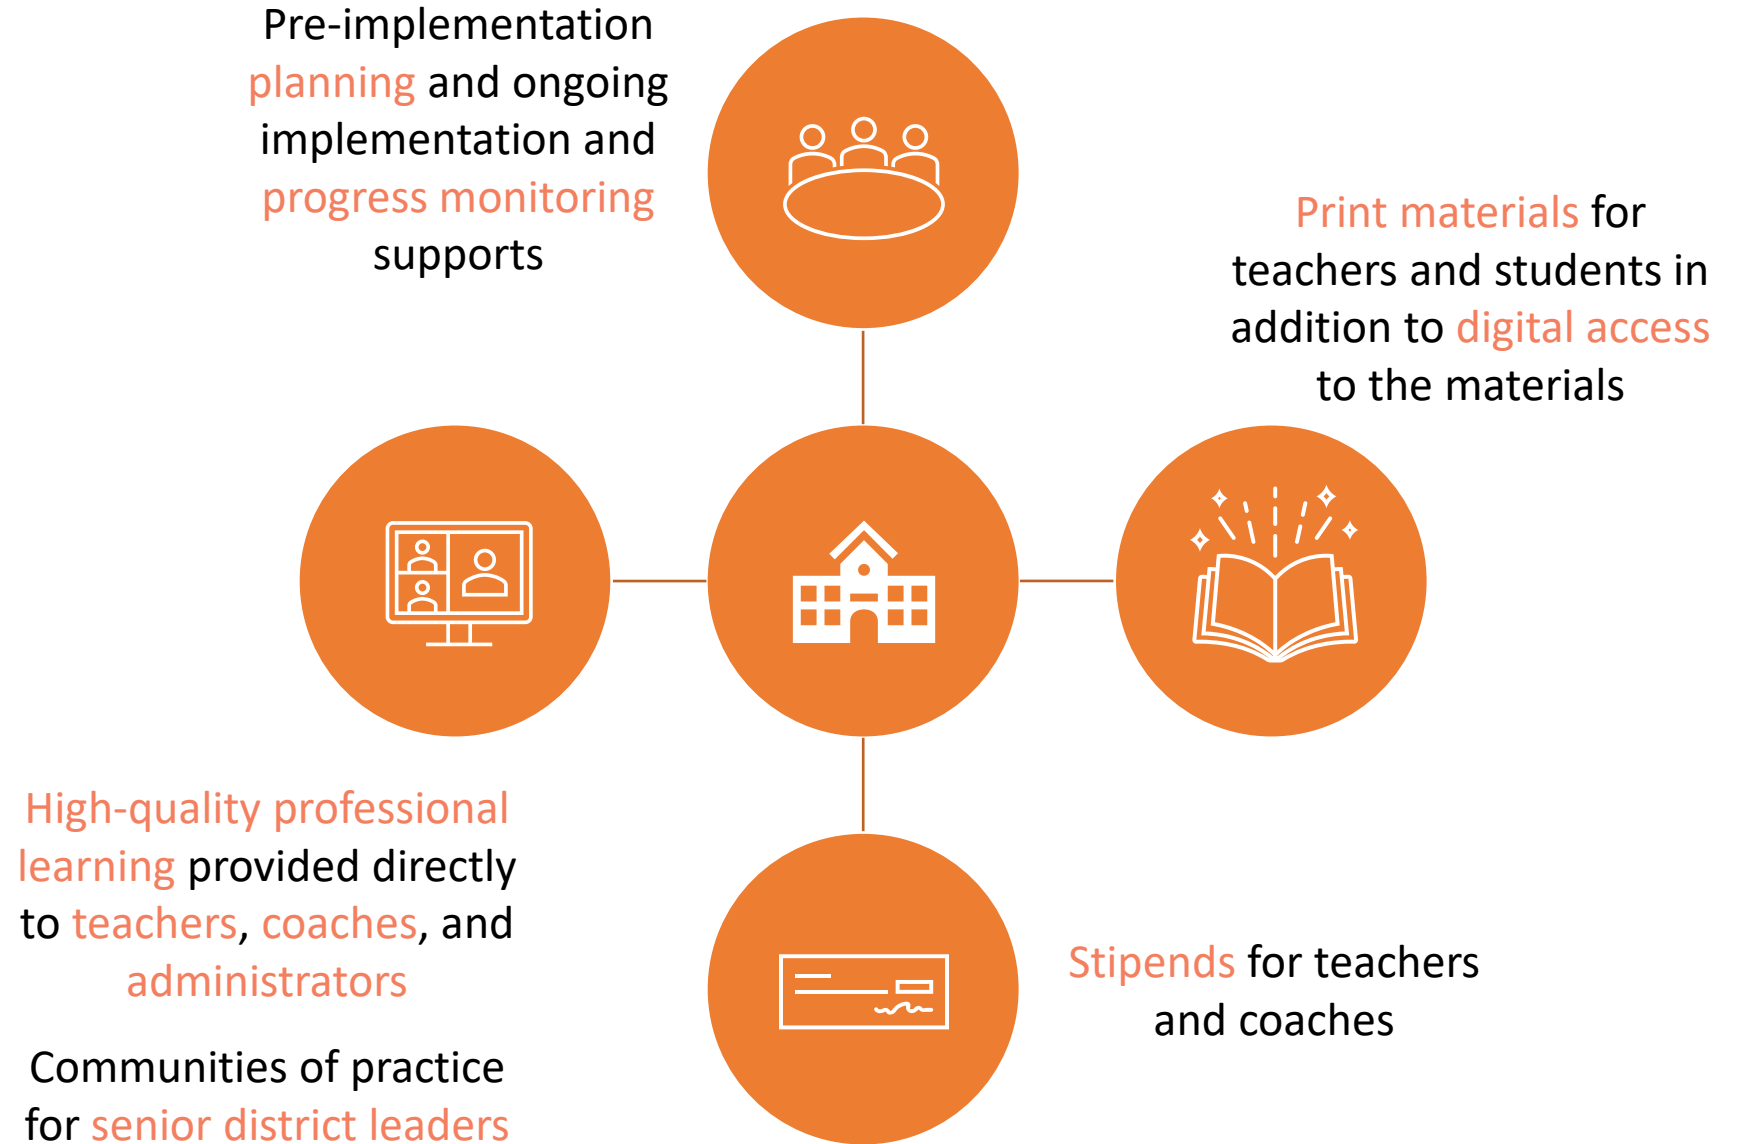 Pre-implementation
planning and ongoing
implementation and
progress monitoring
supports
Print materials for
teachers and students in
addition to digital access
to the materials
High-quality professional
learning provided directly
to teachers, coaches, and
administrators
Communities of practice
for senior district leaders
Stipends for teachers
and coaches